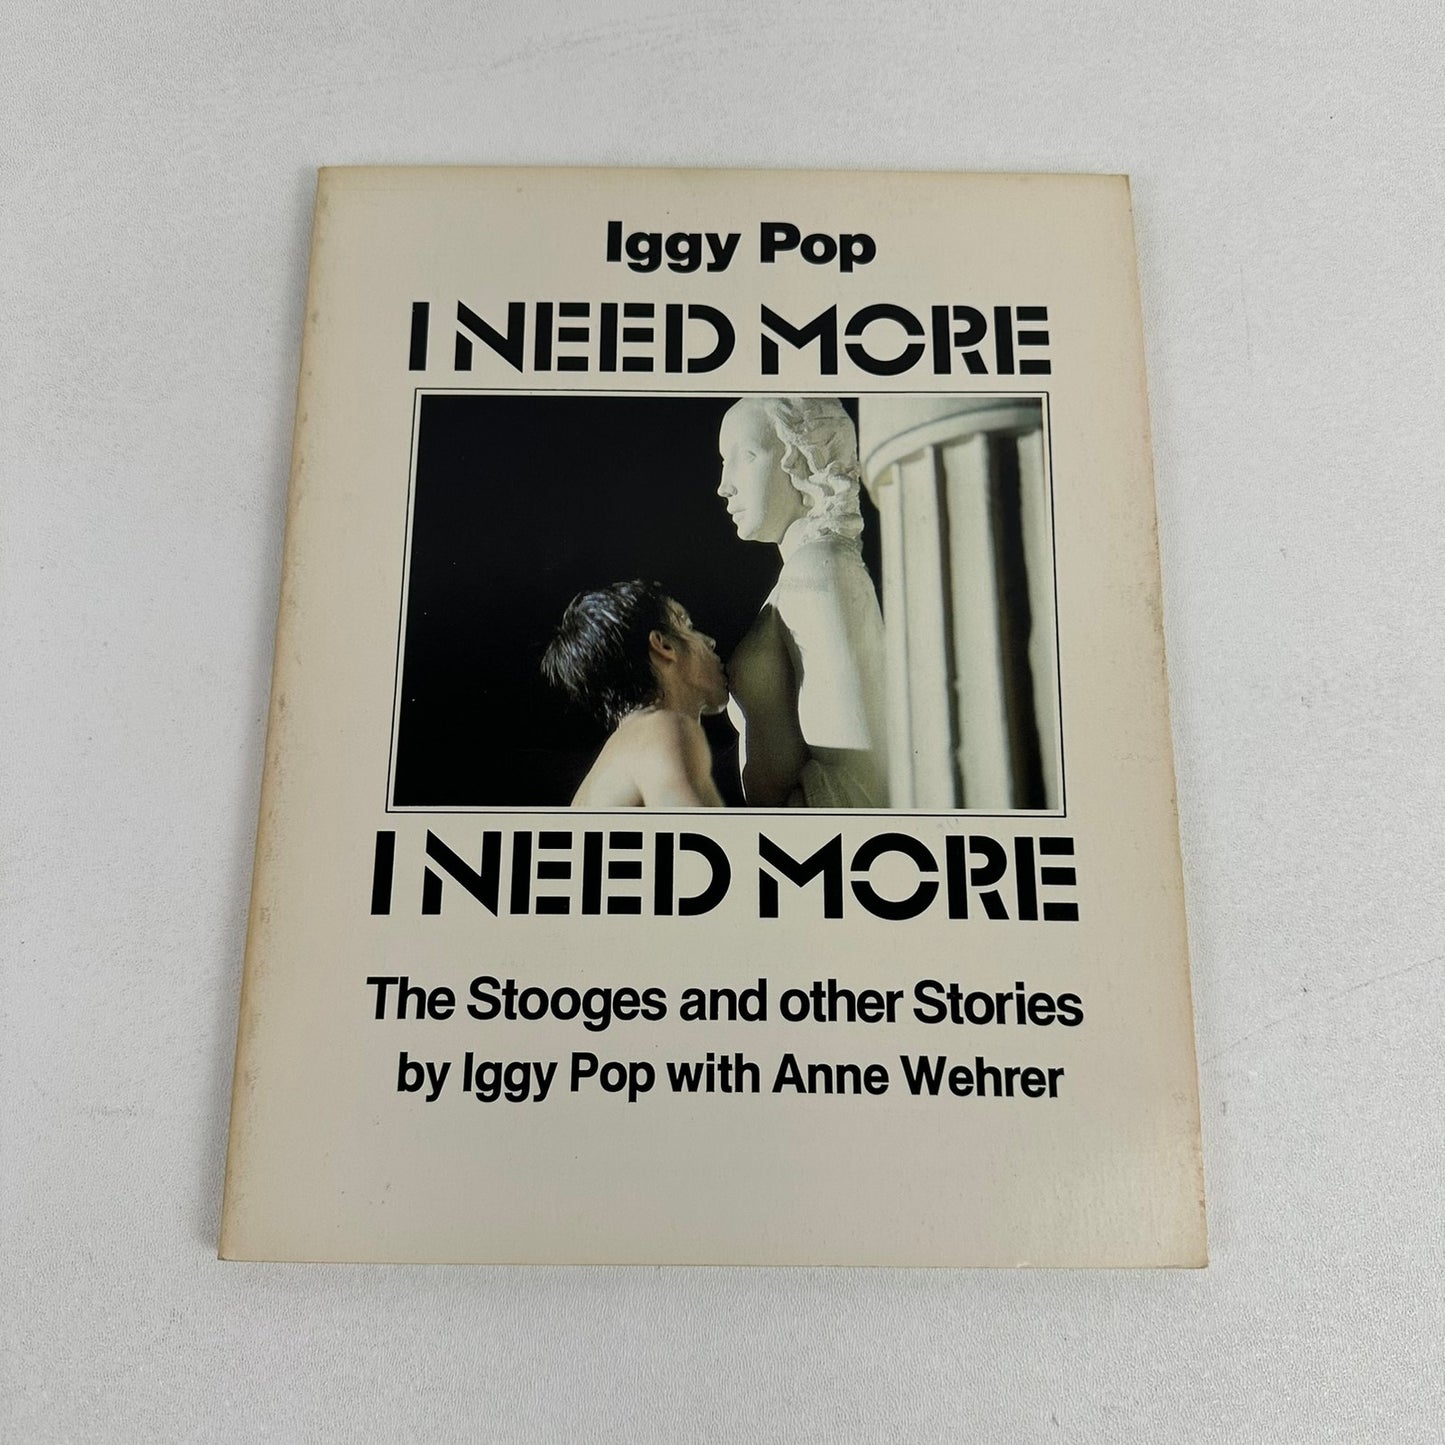 Iggy Pop
I NEED MORE
I NEED MORE
The Stooges and other Stories
by Iggy Pop with Anne Wehrer